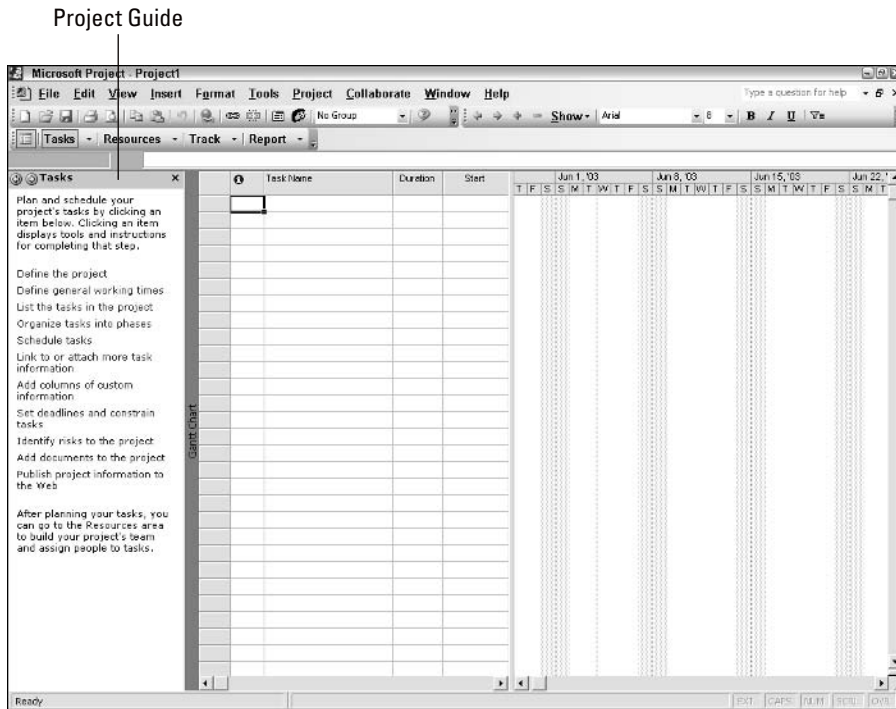 Project Guide
Microsoft Project - Project1
File Edit View Insert Format Tools Project Collaborate Window Help
Type a question for help
No Group
Show
Arial
8
B I U
Tasks Resources Track Report
Tasks
Plan and schedule your
project's tasks by clicking an
item below. Clicking an item
displays tools and instructions
for completing that step.
Define the project
Define general working times
List the tasks in the project
Organize tasks into phases
Schedule tasks
Link to or attach more task
information
Add columns of custom
information
Set deadlines and constrain
tasks
Identify risks to the project
Add documents to the project
Publish project information to
the Web
After planning your tasks, you
can go to the Resources area
to build your project's team
and assign people to tasks.
Gantt Chart
Task Name Duration Start
Jun 1, '03 Jun 8, '03 Jun 15, '03 Jun 22, '
T F S S M T W T F S S M T W T F S S M T W T F S S M T
Ready
EXT CAPS NUM SCRL OVR